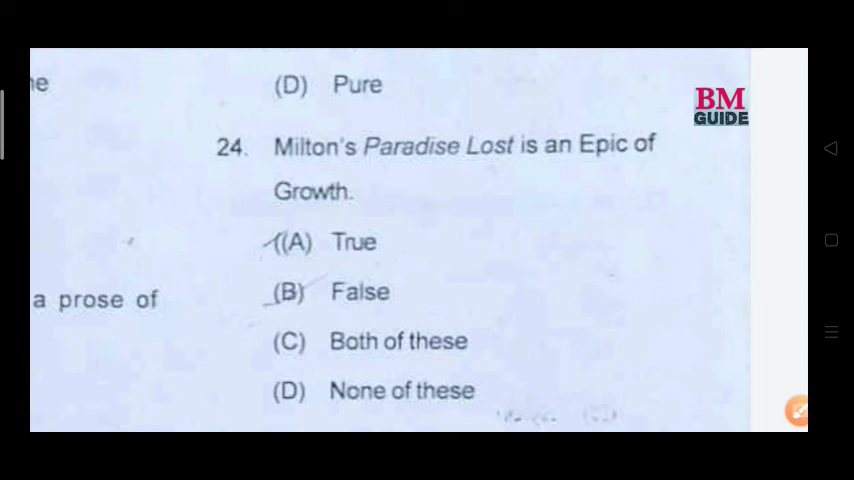 ne
(D) Pure
BM
GUIDE
24. Milton's Paradise Lost is an Epic of
Growth.
(A) True
(B) False
a prose of
(C) Both of these
(D) None of these